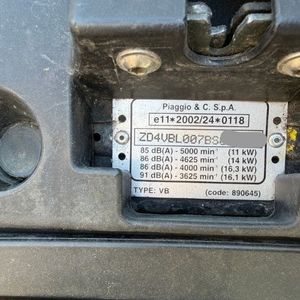 Piaggio & C. S.p.A.
e11*2002/24*0118
ZD4VBL007BS
85 dB(A) - 5000 min⁻¹ (11 kW)
86 dB(A) - 4625 min⁻¹ (14 kW)
86 dB(A) - 4000 min⁻¹ (16,3 kW)
91 dB(A) - 3625 min⁻¹ (16,1 kW)
TYPE: VB (code: 890645)